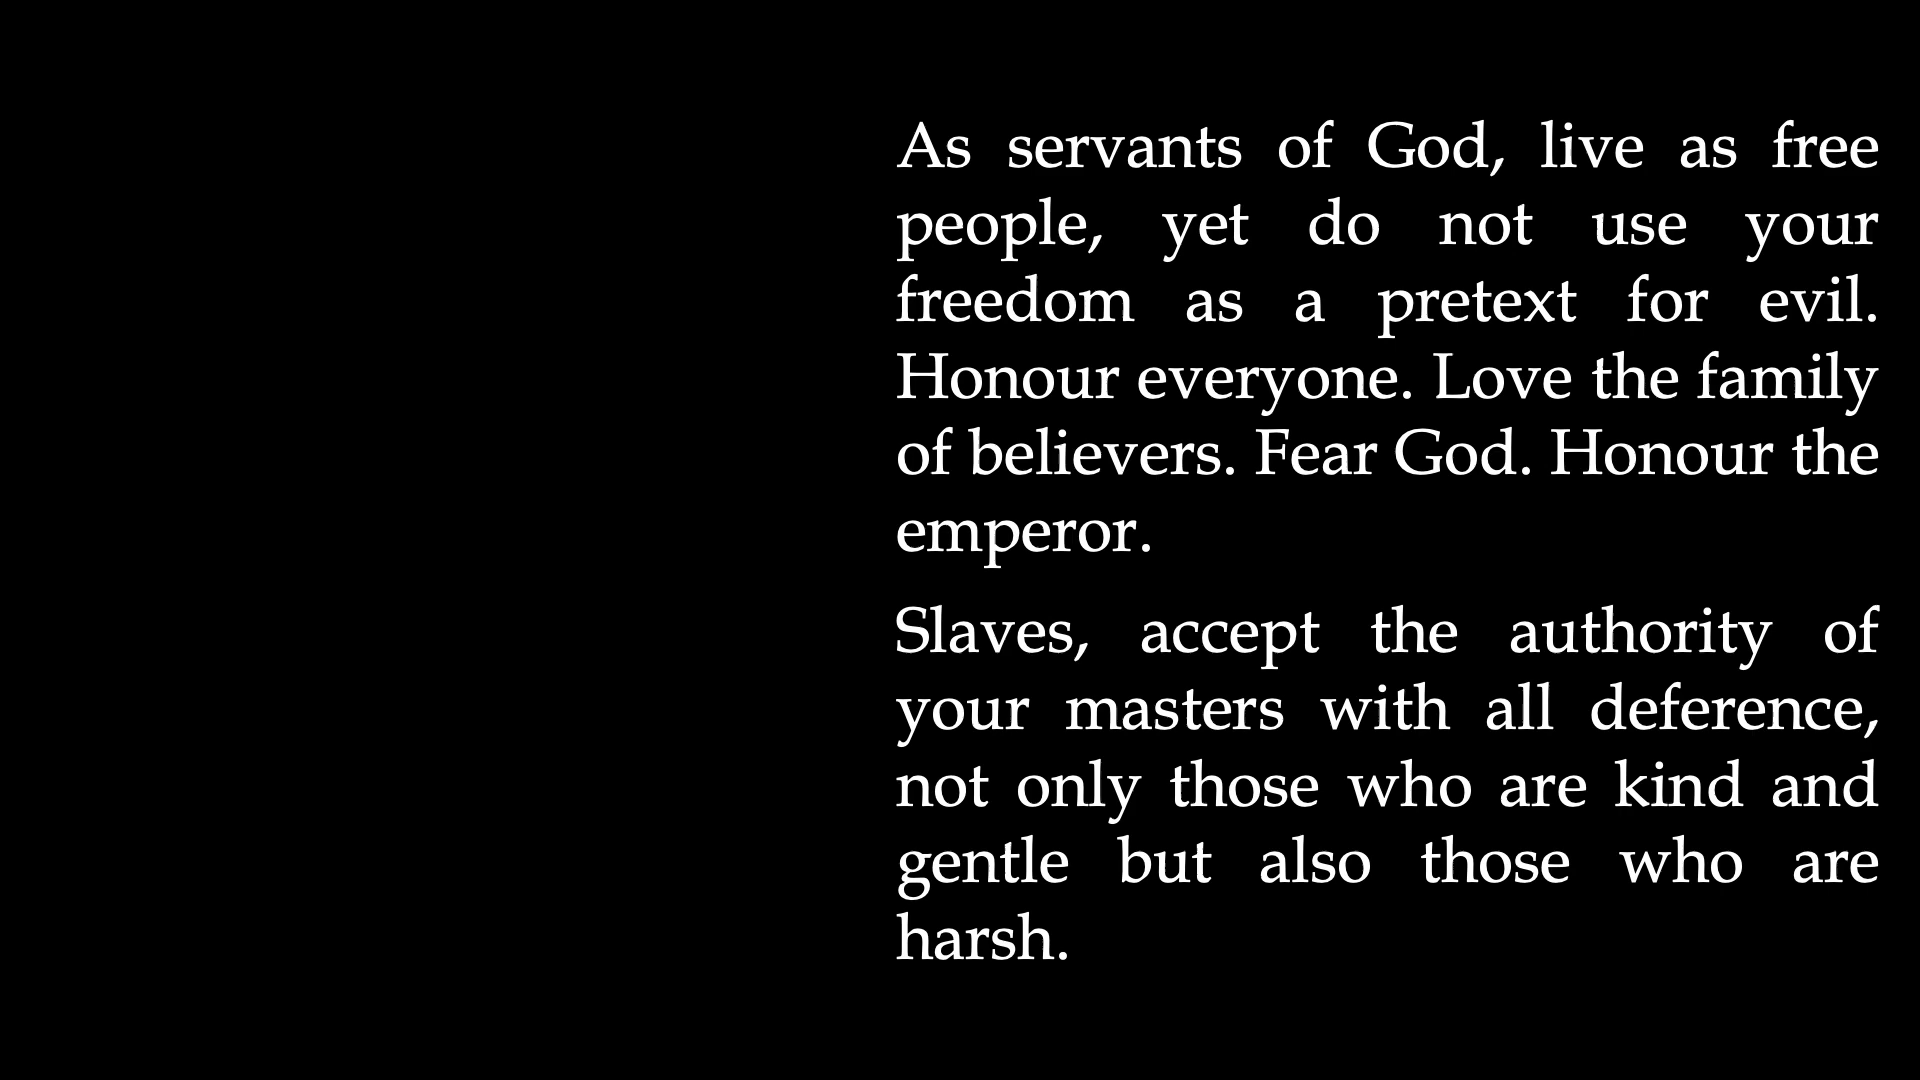 As servants of God, live as free
people, yet do not use your
freedom as a pretext for evil.
Honour everyone. Love the family
of believers. Fear God. Honour the
emperor.
Slaves, accept the authority of
your masters with all deference,
not only those who are kind and
gentle but also those who are
harsh.